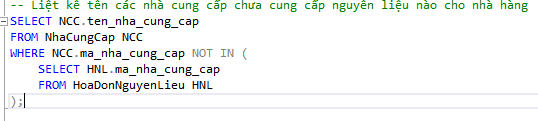 -- Liệt kê tên các nhà cung cấp chưa cung cấp nguyên liệu nào cho nhà hàng
SELECT NCC.ten_nha_cung_cap
FROM NhaCungCap NCC
WHERE NCC.ma_nha_cung_cap NOT IN (
SELECT HNL.ma_nha_cung_cap
FROM HoaDonNguyenLieu HNL
);